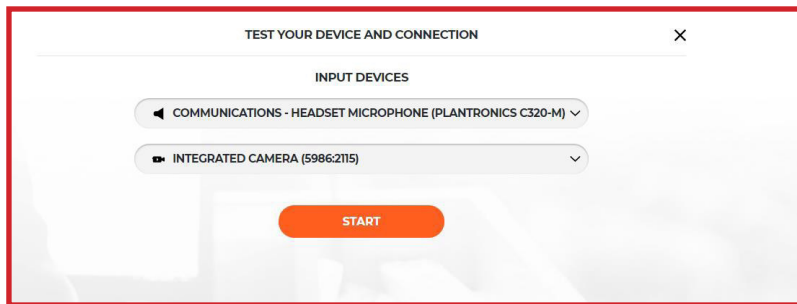 TEST YOUR DEVICE AND CONNECTION
INPUT DEVICES
COMMUNICATIONS - HEADSET MICROPHONE (PLANTRONICS C320-M)
INTEGRATED CAMERA (5986:2115)
START